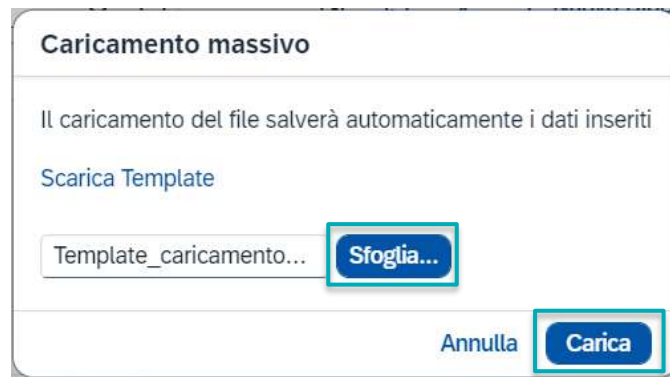 Caricamento massivo
Il caricamento del file salverà automaticamente i dati inseriti
Scarica Template
Template_caricamento... Sfoglia...
Annulla Carica